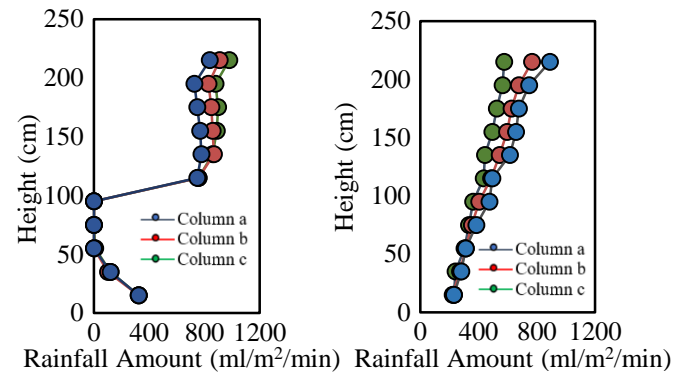 250
200
150
100
50
0
Height (cm)
Column a
Column b
Column c
0 400 800 1200
Rainfall Amount (ml/m²/min)
250
200
150
100
50
0
Height (cm)
Column a
Column b
Column c
0 400 800 1200
Rainfall Amount (ml/m²/min)